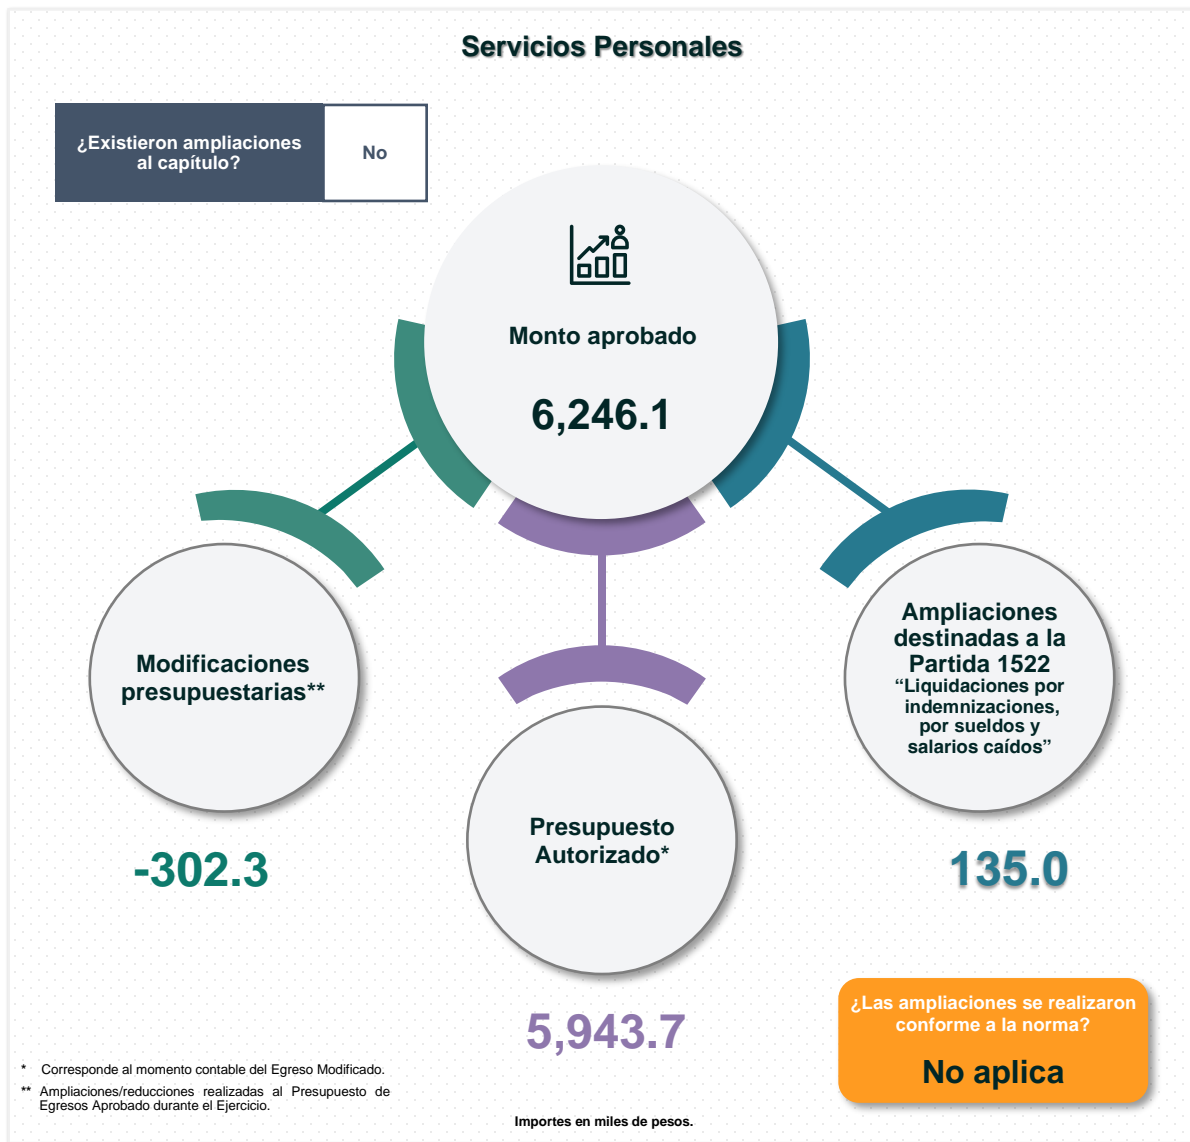 Servicios Personales
¿Existieron ampliaciones
al capítulo?
No
Monto aprobado
6,246.1
Modificaciones
presupuestarias**
-302.3
Presupuesto
Autorizado*
5,943.7
Ampliaciones
destinadas a la
Partida 1522
“Liquidaciones por
indemnizaciones,
por sueldos y
salarios caídos”
135.0
¿Las ampliaciones se realizaron
conforme a la norma?
No aplica
* Corresponde al momento contable del Egreso Modificado.
** Ampliaciones/reducciones realizadas al Presupuesto de
Egresos Aprobado durante el Ejercicio.
Importes en miles de pesos.